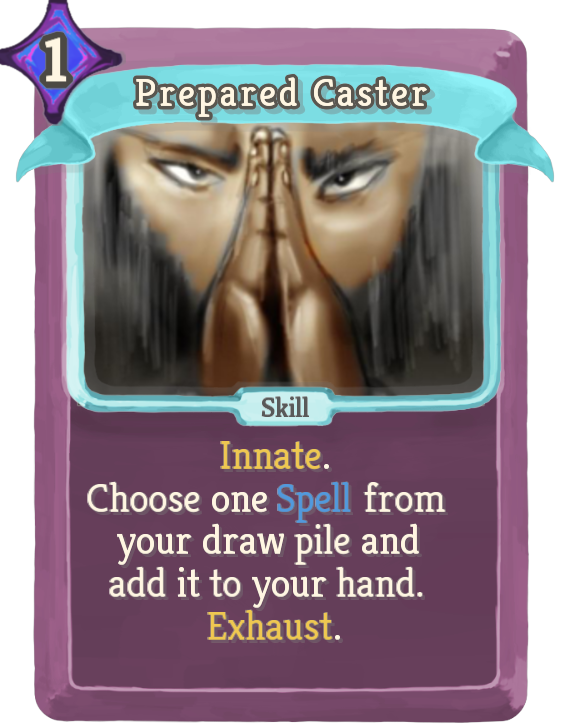 1
Prepared Caster
Skill
Innate.
Choose one Spell from
your draw pile and
add it to your hand.
Exhaust.